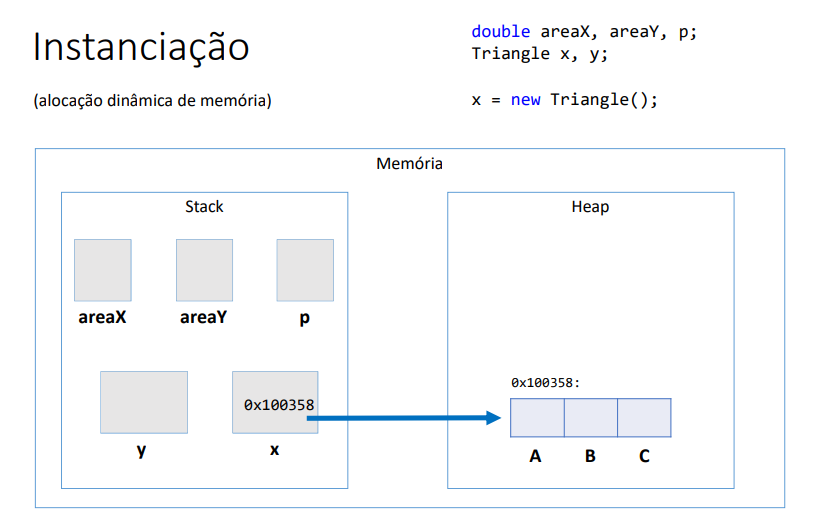 Instanciação
(alocação dinâmica de memória)
double areaX, areaY, p;
Triangle x, y;
x = new Triangle();
Memória
Stack
areaX areaY p
y
0x100358
x
Heap
0x100358:
A B C